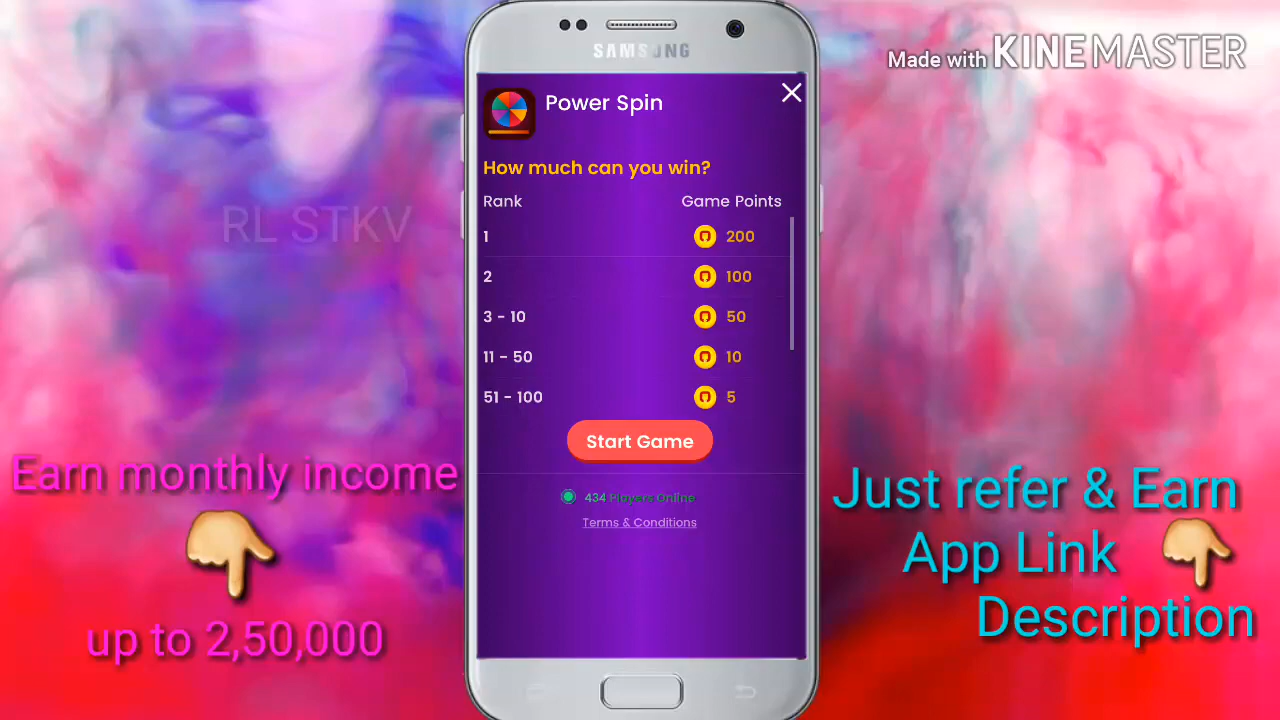 Made with KINEMASTER
SAMSUNG
Power Spin
How much can you win?
Rank Game Points
1 200
2 100
3 - 10 50
11 - 50 10
51 - 100 5
Start Game
434 Players Online
Terms & Conditions
RL STKV
Earn monthly income
up to 2,50,000
Just refer & Earn
App Link
Description